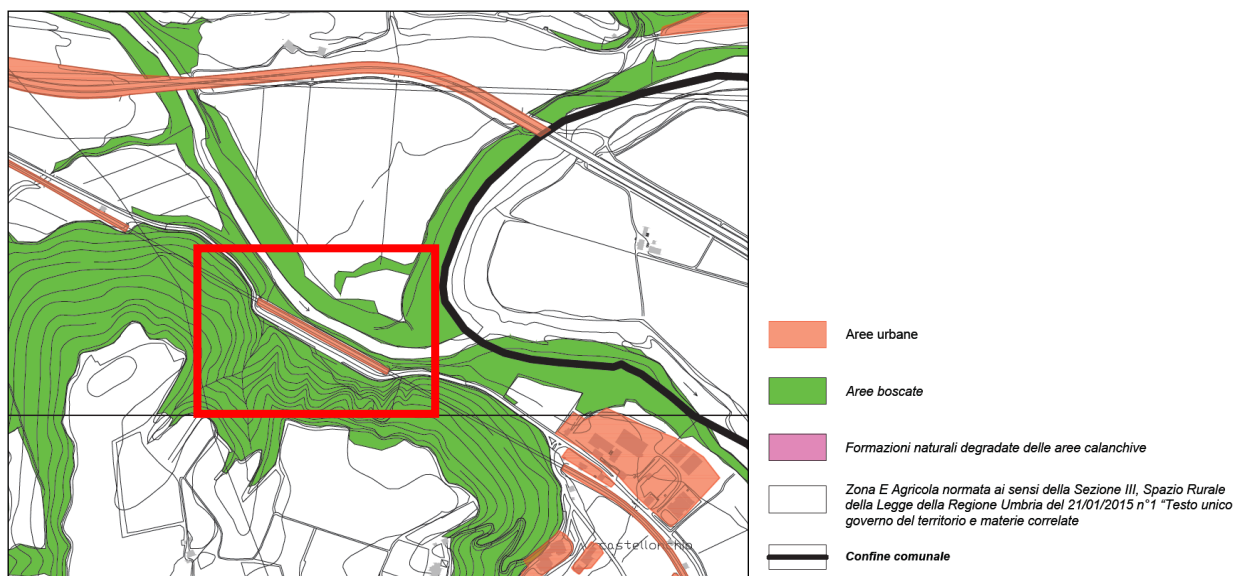 Aree urbane
Aree boscate
Formazioni naturali degradate delle aree calanchive
Zona E Agricola normata ai sensi della Sezione III, Spazio Rurale
della Legge della Regione Umbria del 21/01/2015 n°1 “Testo unico
governo del territorio e materie correlate
Confine comunale
castellonchio